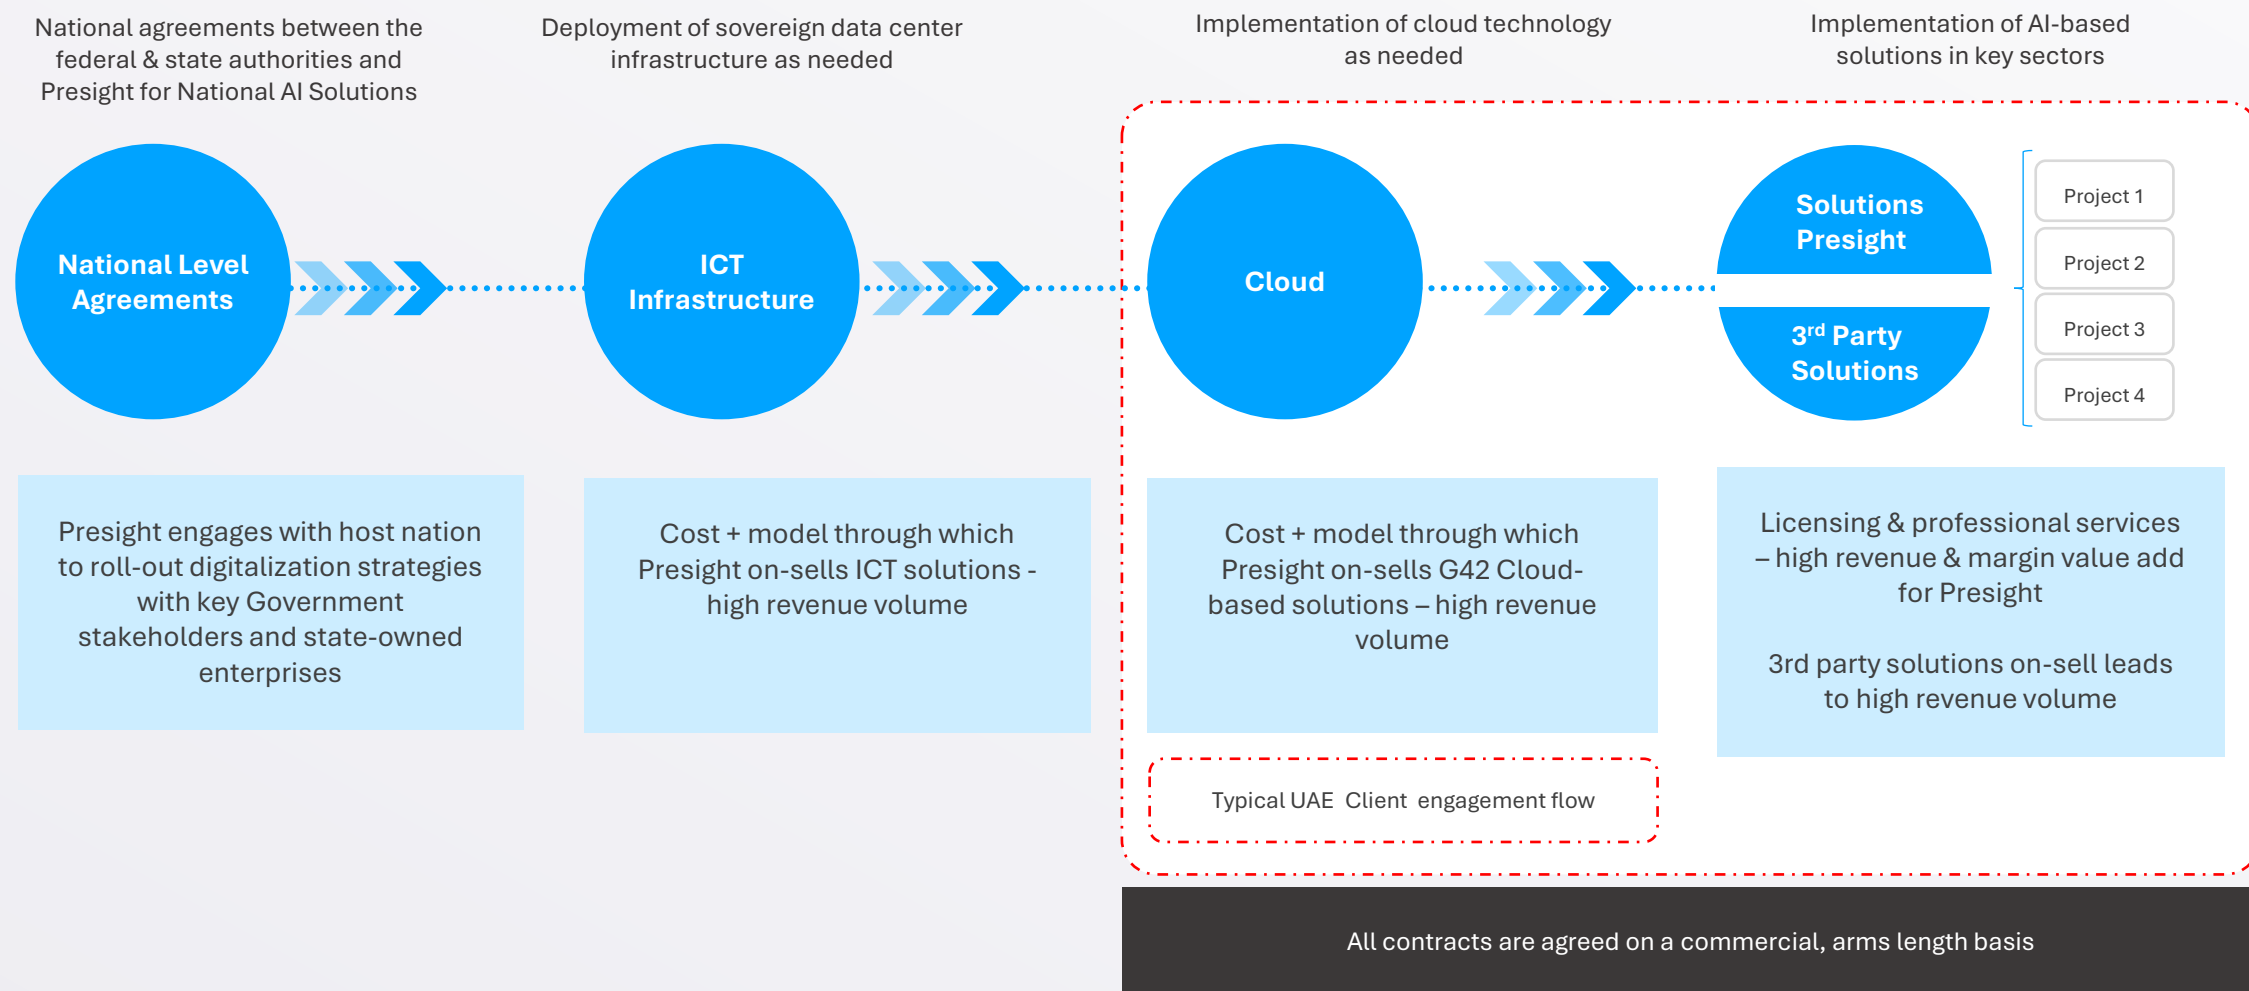 National agreements between the
federal & state authorities and
Presight for National AI Solutions
Deployment of sovereign data center
infrastructure as needed
Implementation of cloud technology
as needed
Implementation of AI-based
solutions in key sectors
National Level
Agreements
ICT
Infrastructure
Cloud
Solutions
Presight
3rd Party
Solutions
Project 1
Project 2
Project 3
Project 4
Presight engages with host nation
to roll-out digitalization strategies
with key Government
stakeholders and state-owned
enterprises
Cost + model through which
Presight on-sells ICT solutions -
high revenue volume
Cost + model through which
Presight on-sells G42 Cloud-
based solutions – high revenue
volume
Licensing & professional services
– high revenue & margin value add
for Presight
3rd party solutions on-sell leads
to high revenue volume
Typical UAE Client engagement flow
All contracts are agreed on a commercial, arms length basis